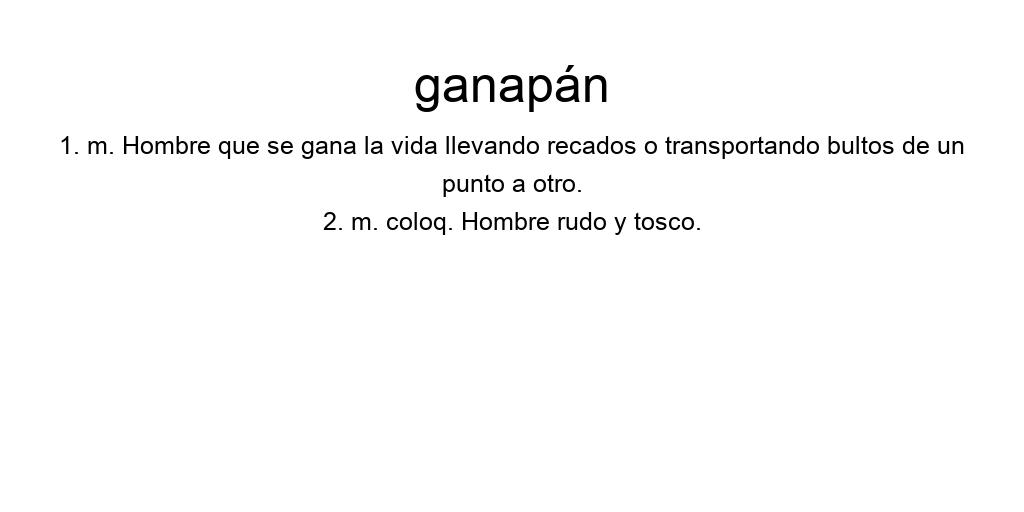 ganapán
1. m. Hombre que se gana la vida llevando recados o transportando bultos de un
punto a otro.
2. m. coloq. Hombre rudo y tosco.